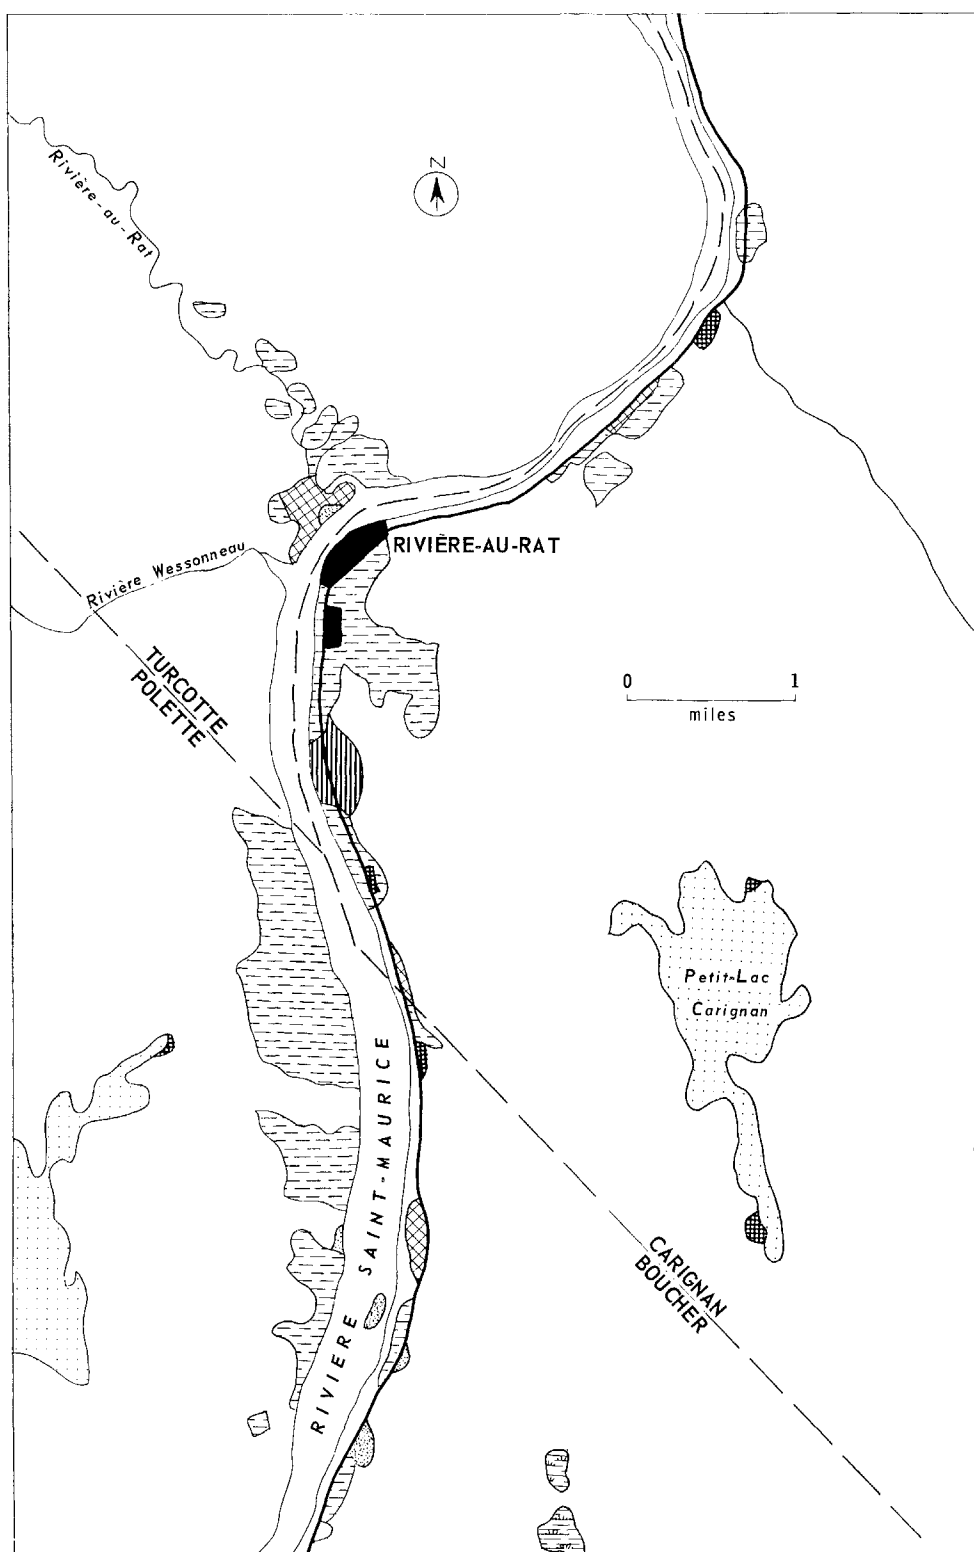 N
Rivière-au-Rat
RIVIÈRE-AU-RAT
Rivière Wessonneau
TURCOTTE
POLETTE
0 1
miles
Petit-Lac
Carignan
RIVIERE SAINT-MAURICE
CARIGNAN
BOUCHER